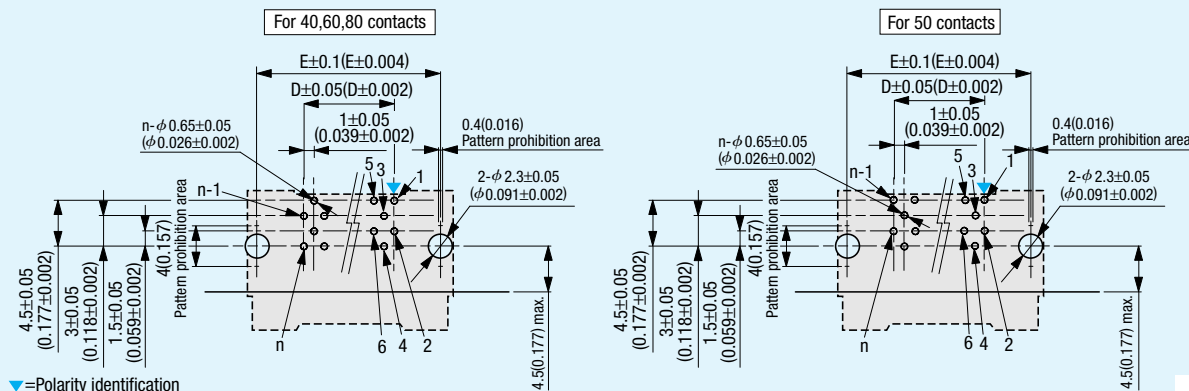 For 40,60,80 contacts
E±0.1(E±0.004)
D±0.05(D±0.002)
1±0.05
(0.039±0.002)
n-φ0.65±0.05
(φ0.026±0.002)
0.4(0.016)
Pattern prohibition area
5
3
1
n-1
2-φ2.3±0.05
(φ0.091±0.002)
4.5±0.05
(0.177±0.002)
3±0.05
(0.118±0.002)
1.5±0.05
(0.059±0.002)
4(0.157)
Pattern prohibition area
n
6
4
2
4.5(0.177) max.
▼=Polarity identification
For 50 contacts
E±0.1(E±0.004)
D±0.05(D±0.002)
1±0.05
(0.039±0.002)
n-φ0.65±0.05
(φ0.026±0.002)
0.4(0.016)
Pattern prohibition area
5
3
1
n-1
2-φ2.3±0.05
(φ0.091±0.002)
4.5±0.05
(0.177±0.002)
3±0.05
(0.118±0.002)
1.5±0.05
(0.059±0.002)
4(0.157)
Pattern prohibition area
n
6
4
2
4.5(0.177) max.